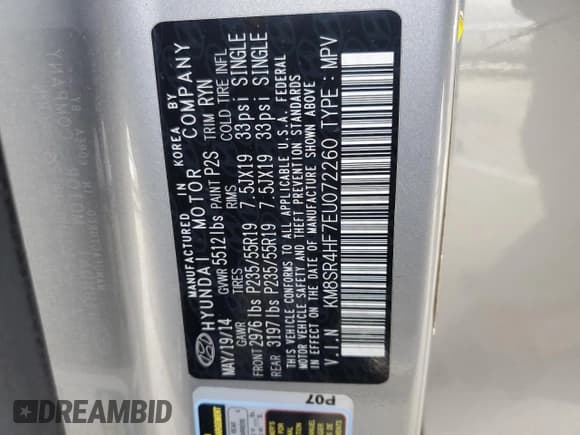 MANUFACTURED IN KOREA BY
HYUNDAI MOTOR COMPANY
MAY/19/14 GVWR 5512lbs PAINT P2S TRIM RYN
GAWR TIRES RIMS COLD TIRE INF
FRONT 2976lbs P235/55R19 7.5JX19 33psi SINGLE
REAR 3197lbs P235/55R19 7.5JX19 33psi SINGLE
THIS VEHICLE CONFORMS TO ALL APPLICABLE U.S.A. FEDERAL
MOTOR VEHICLE SAFETY AND THEFT PREVENTION STANDARDS
IN EFFECT ON THE DATE OF MANUFACTURE SHOWN ABOVE
V.I.N KM8SR4HF7EU072260 TYPE : MPV
P07
DREAMBID